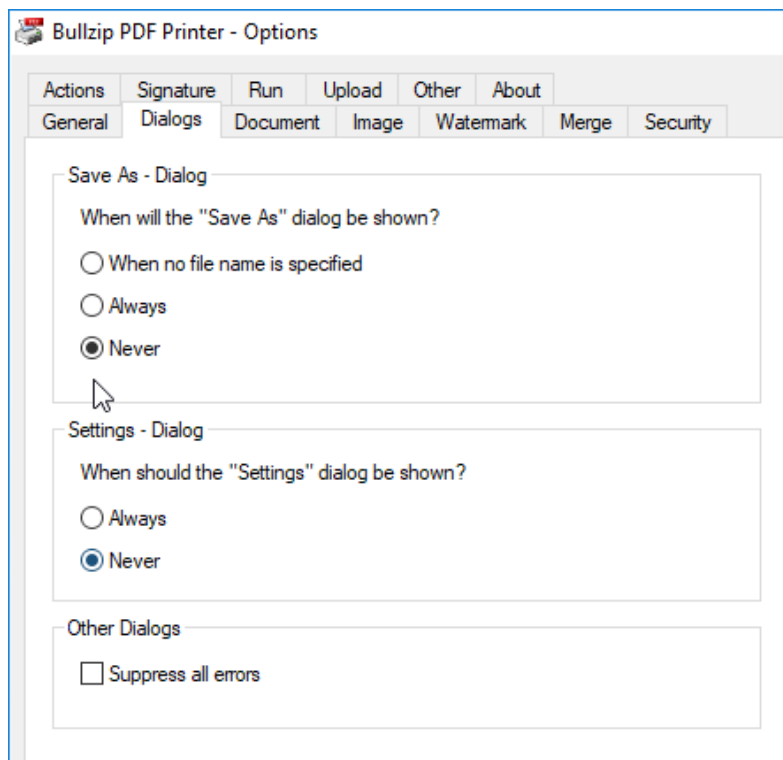 Bullzip PDF Printer - Options
Actions Signature Run Upload Other About
General Dialogs Document Image Watermark Merge Security
Save As - Dialog
When will the "Save As" dialog be shown?
When no file name is specified
Always
Never
Settings - Dialog
When should the "Settings" dialog be shown?
Always
Never
Other Dialogs
Suppress all errors